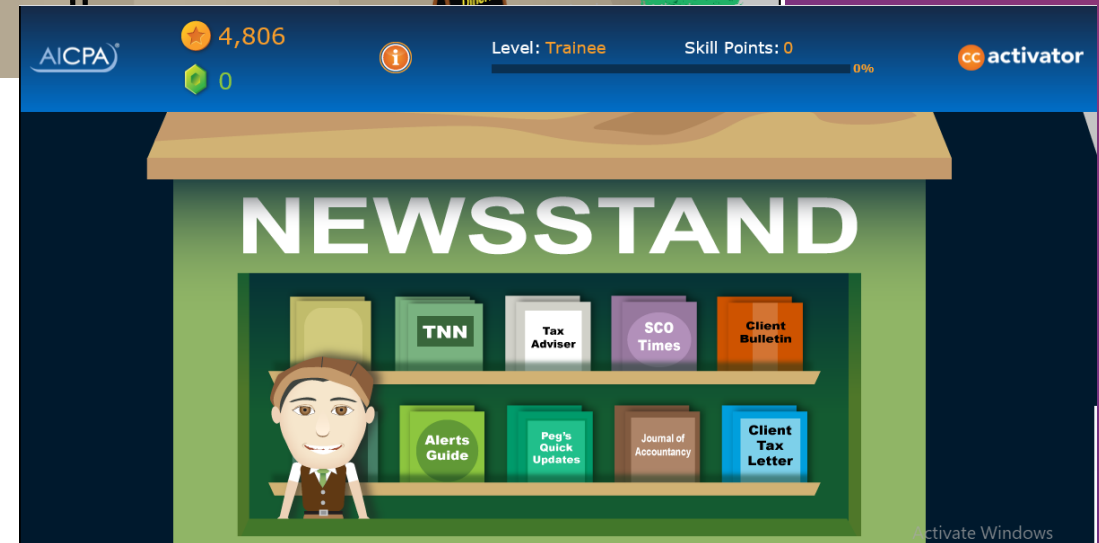 4,806
0
AICPA
Level: Trainee
Skill Points: 0
0%
cc activator
NEWSSTAND
TNN
Tax
Adviser
SCO
Times
Client
Bulletin
Alerts
Guide
Peg's
Quick
Updates
Journal of
Accountancy
Client
Tax
Letter
Activate Windows